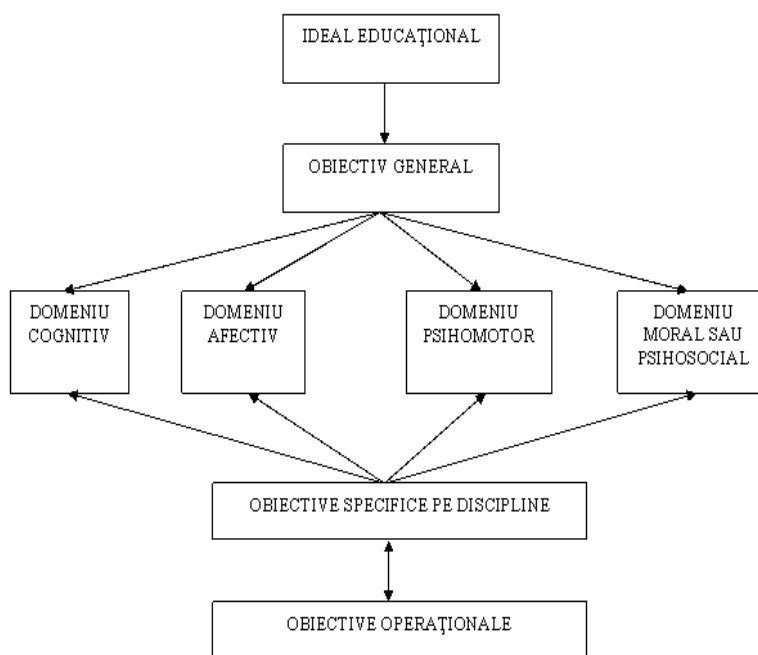 IDEAL EDUCAŢIONAL
OBIECTIV GENERAL
DOMENIU
COGNITIV
DOMENIU
AFECTIV
DOMENIU
PSIHOMOTOR
DOMENIU
MORAL SAU
PSIHOSOCIAL
OBIECTIVE SPECIFICE PE DISCIPLINE
OBIECTIVE OPERAŢIONALE